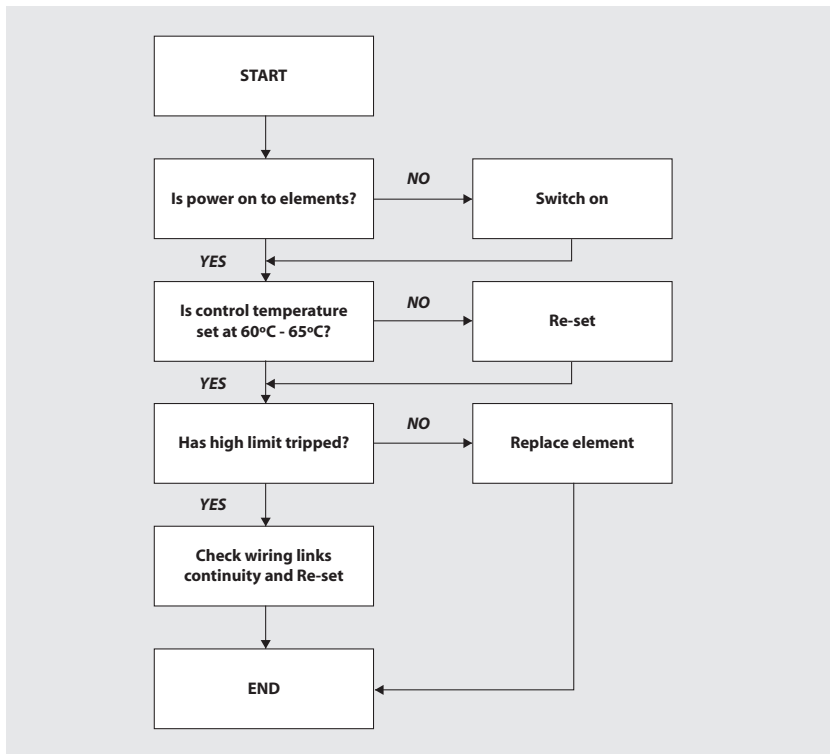 START
Is power on to elements?
NO
Switch on
YES
Is control temperature
set at 60ºC - 65ºC?
NO
Re-set
YES
Has high limit tripped?
NO
Replace element
YES
Check wiring links
continuity and Re-set
END